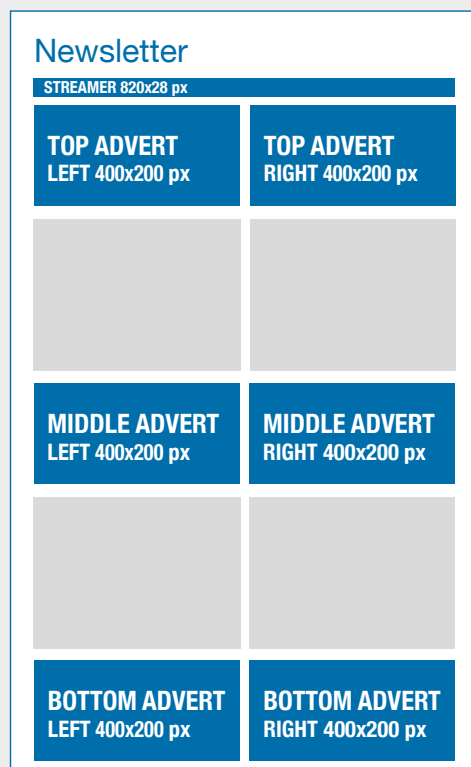 Newsletter
STREAMER 820x28 px
TOP ADVERT
LEFT 400x200 px
TOP ADVERT
RIGHT 400x200 px
MIDDLE ADVERT
LEFT 400x200 px
MIDDLE ADVERT
RIGHT 400x200 px
BOTTOM ADVERT
LEFT 400x200 px
BOTTOM ADVERT
RIGHT 400x200 px